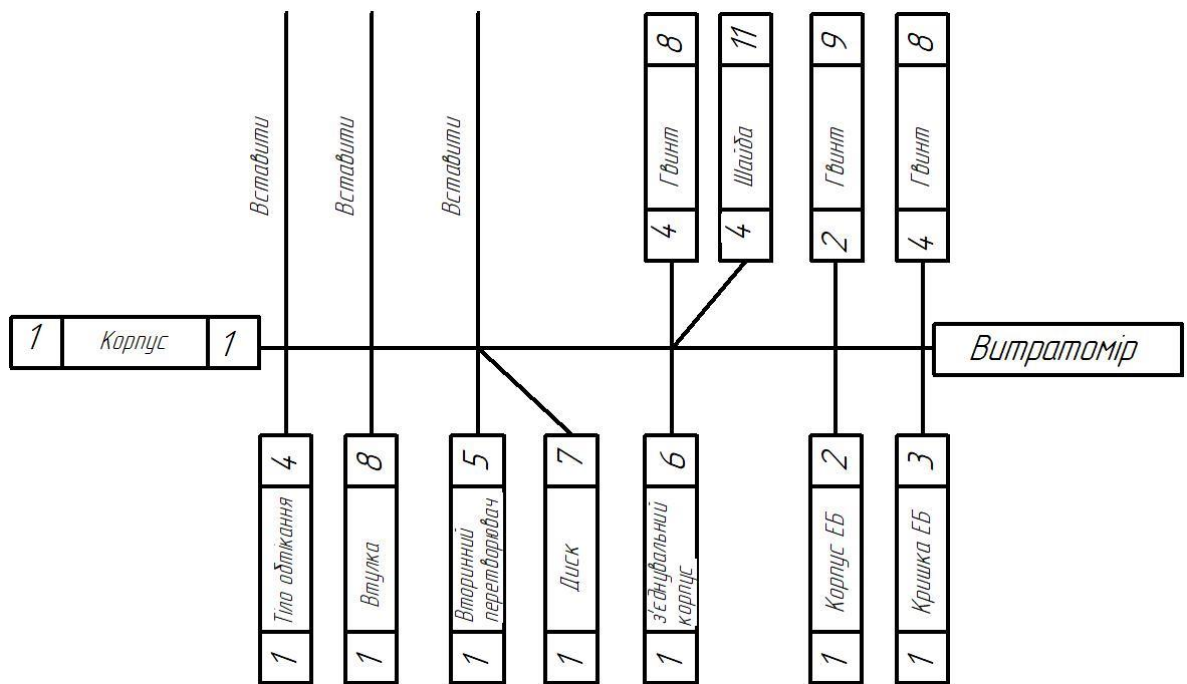 Вставити
Вставити
Вставити
8
Гвинт
4
11
Шайба
4
9
Гвинт
2
8
Гвинт
4
1 Корпус 1
Витратомір
4
Тіло обтікання
1
8
Втулка
1
5
Вторинний
перетворювач
1
7
Диск
1
6
з'єднувальний
корпус
1
2
Корпус ЕБ
1
3
Кришка ЕБ
1